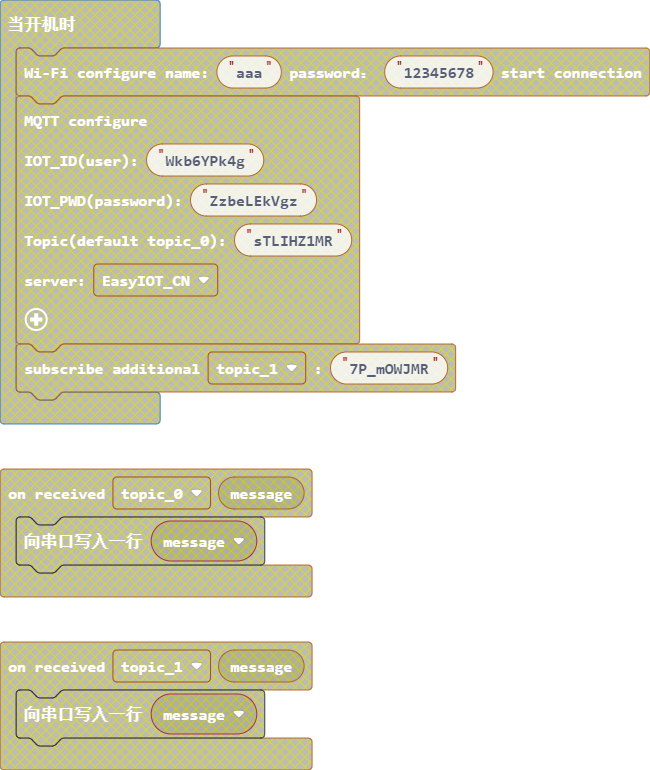 当开机时
Wi-Fi configure name: "aaa" password: "12345678" start connection
MQTT configure
IOT_ID(user): "Wkb6YPk4g"
IOT_PWD(password): "ZzbeLEkVgz"
Topic(default topic_0): "sTLIHZ1MR"
server: EasyIOT_CN
subscribe additional topic_1 : "7P_mOWJMR"
on received topic_0 message
向串口写入一行 message
on received topic_1 message
向串口写入一行 message